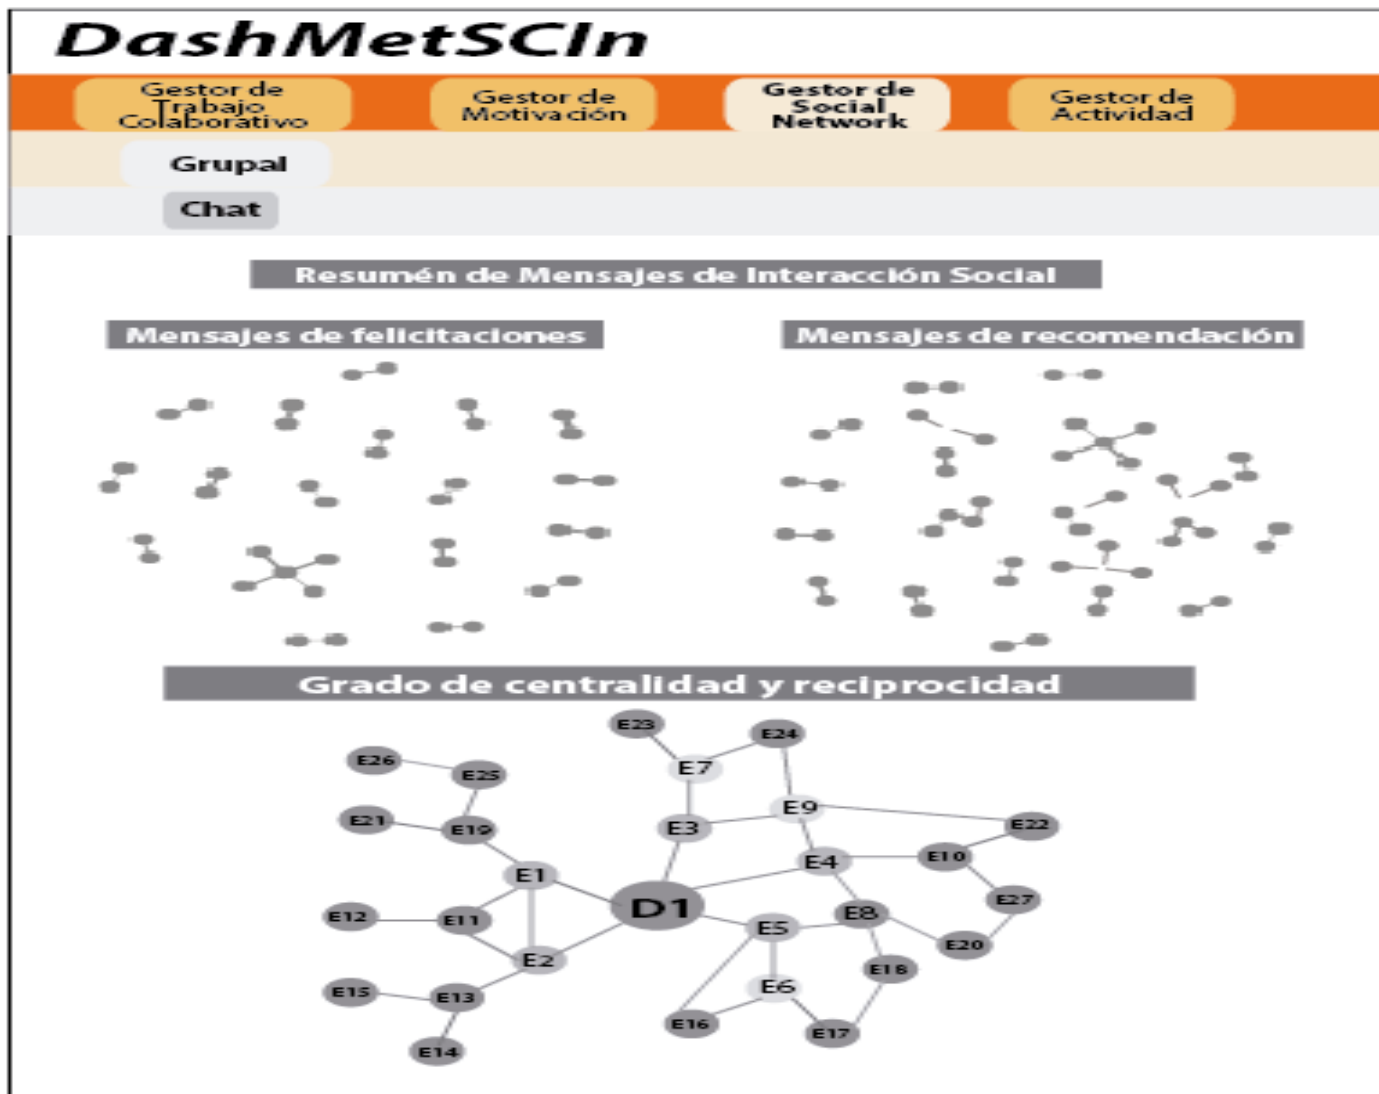 DashMetSCIn
Gestor de
Trabajo
Colaborativo
Gestor de
Motivación
Gestor de
Social
Network
Gestor de
Actividad
Grupal
Chat
Resumén de Mensajes de Interacción Social
Mensajes de felicitaciones
Mensajes de recomendación
Grado de centralidad y reciprocidad
E23
E24
E26
E25
E7
E9
E21
E19
E3
E22
E4
E10
E1
E27
D1
E12
E11
E8
E5
E20
E2
E18
E15
E13
E6
E16
E17
E14